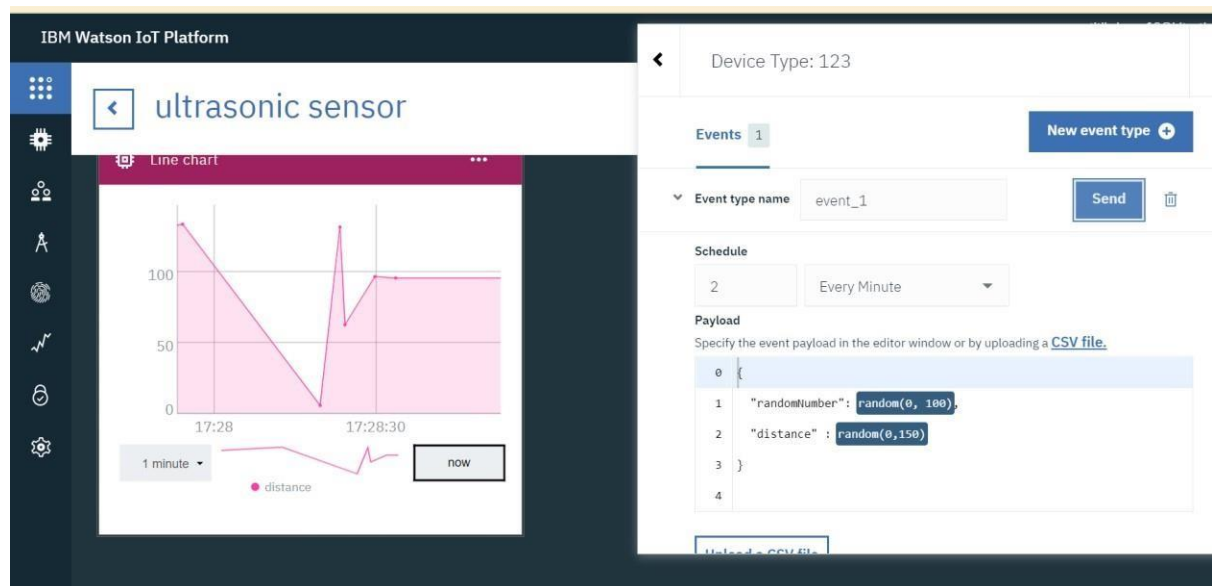 IBM Watson IoT Platform
ultrasonic sensor
Line chart
100
50
0
17:28
17:28:30
1 minute
now
distance
Device Type: 123
Events 1
New event type
Event type name event_1 Send
Schedule
2 Every Minute
Payload
Specify the event payload in the editor window or by uploading a CSV file.
0 {
1 "randomNumber": random(0, 100),
2 "distance" : random(0,150)
3 }
4
Upload a CSV file